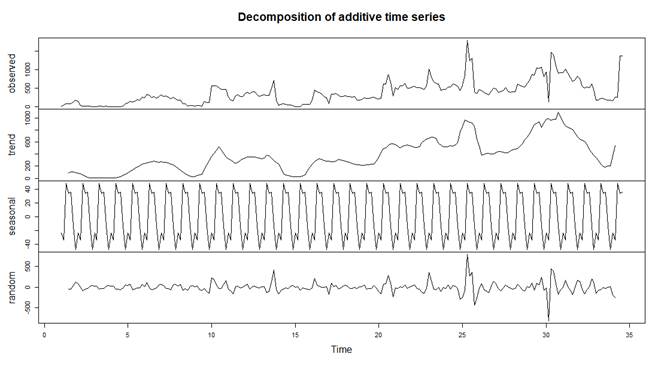 Decomposition of additive time series
observed
0 500 1000
trend
0 200 600 1000
seasonal
-40 0 20 40
random
-500 0 500
0 5 10 15 20 25 30 35
Time